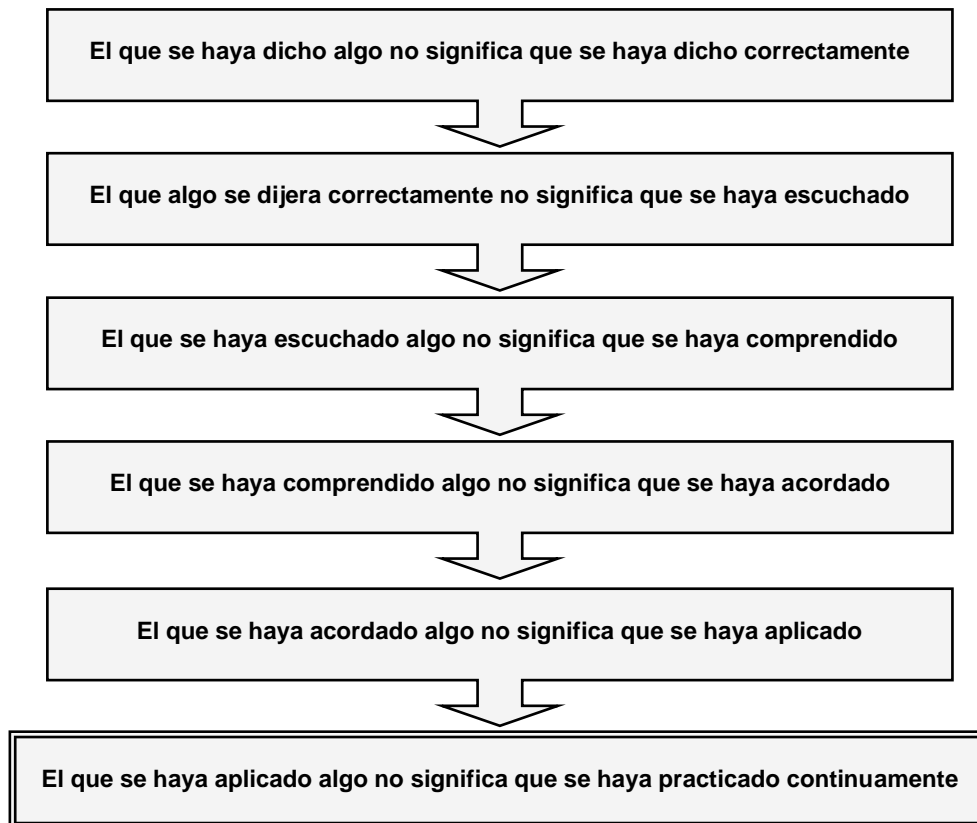 El que se haya dicho algo no significa que se haya dicho correctamente
El que algo se dijera correctamente no significa que se haya escuchado
El que se haya escuchado algo no significa que se haya comprendido
El que se haya comprendido algo no significa que se haya acordado
El que se haya acordado algo no significa que se haya aplicado
El que se haya aplicado algo no significa que se haya practicado continuamente